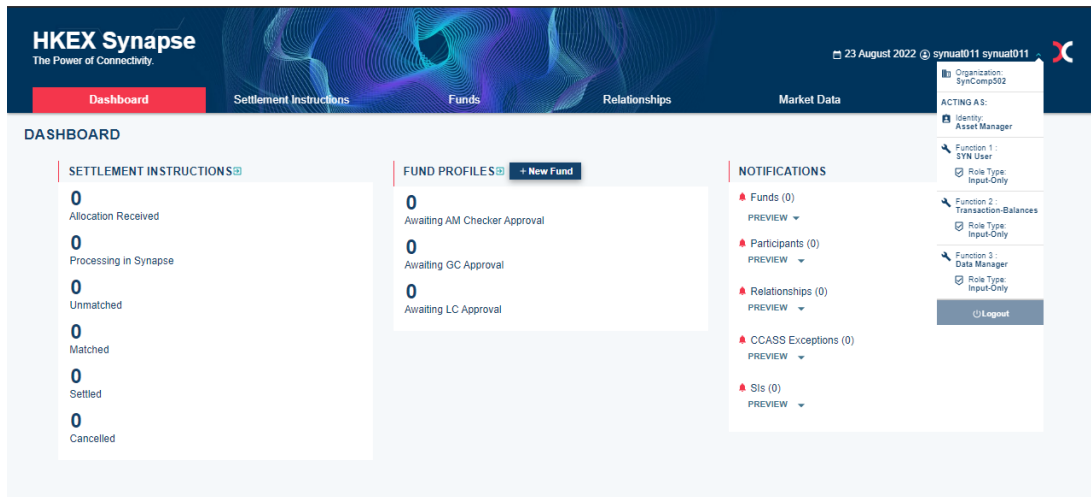 HKEX Synapse
The Power of Connectivity.
23 August 2022 synuat011 synuat011
Dashboard Settlement Instructions Funds Relationships Market Data
Organization:
SynComp502
ACTING AS:
Identity:
Asset Manager
Function 1 :
SYN User
Role Type:
Input-Only
Function 2 :
Transaction-Balances
Role Type:
Input-Only
Function 3 :
Data Manager
Role Type:
Input-Only
Logout
DASHBOARD
SETTLEMENT INSTRUCTIONS
0
Allocation Received
0
Processing in Synapse
0
Unmatched
0
Matched
0
Settled
0
Cancelled
FUND PROFILES + New Fund
0
Awaiting AM Checker Approval
0
Awaiting GC Approval
0
Awaiting LC Approval
NOTIFICATIONS
Funds (0)
PREVIEW
Participants (0)
PREVIEW
Relationships (0)
PREVIEW
CCASS Exceptions (0)
PREVIEW
SIs (0)
PREVIEW